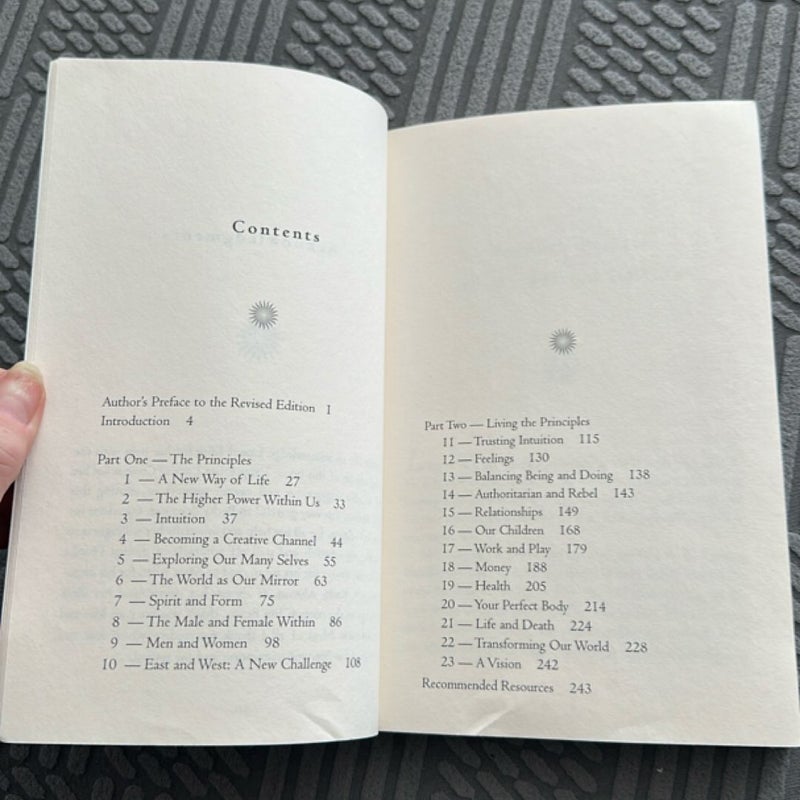 Contents
Author's Preface to the Revised Edition 1
Introduction 4
Part One — The Principles
1 — A New Way of Life 27
2 — The Higher Power Within Us 33
3 — Intuition 37
4 — Becoming a Creative Channel 44
5 — Exploring Our Many Selves 55
6 — The World as Our Mirror 63
7 — Spirit and Form 75
8 — The Male and Female Within 86
9 — Men and Women 98
10 — East and West: A New Challenge 108
Part Two — Living the Principles
11 — Trusting Intuition 115
12 — Feelings 130
13 — Balancing Being and Doing 138
14 — Authoritarian and Rebel 143
15 — Relationships 149
16 — Our Children 168
17 — Work and Play 179
18 — Money 188
19 — Health 205
20 — Your Perfect Body 214
21 — Life and Death 224
22 — Transforming Our World 228
23 — A Vision 242
Recommended Resources 243